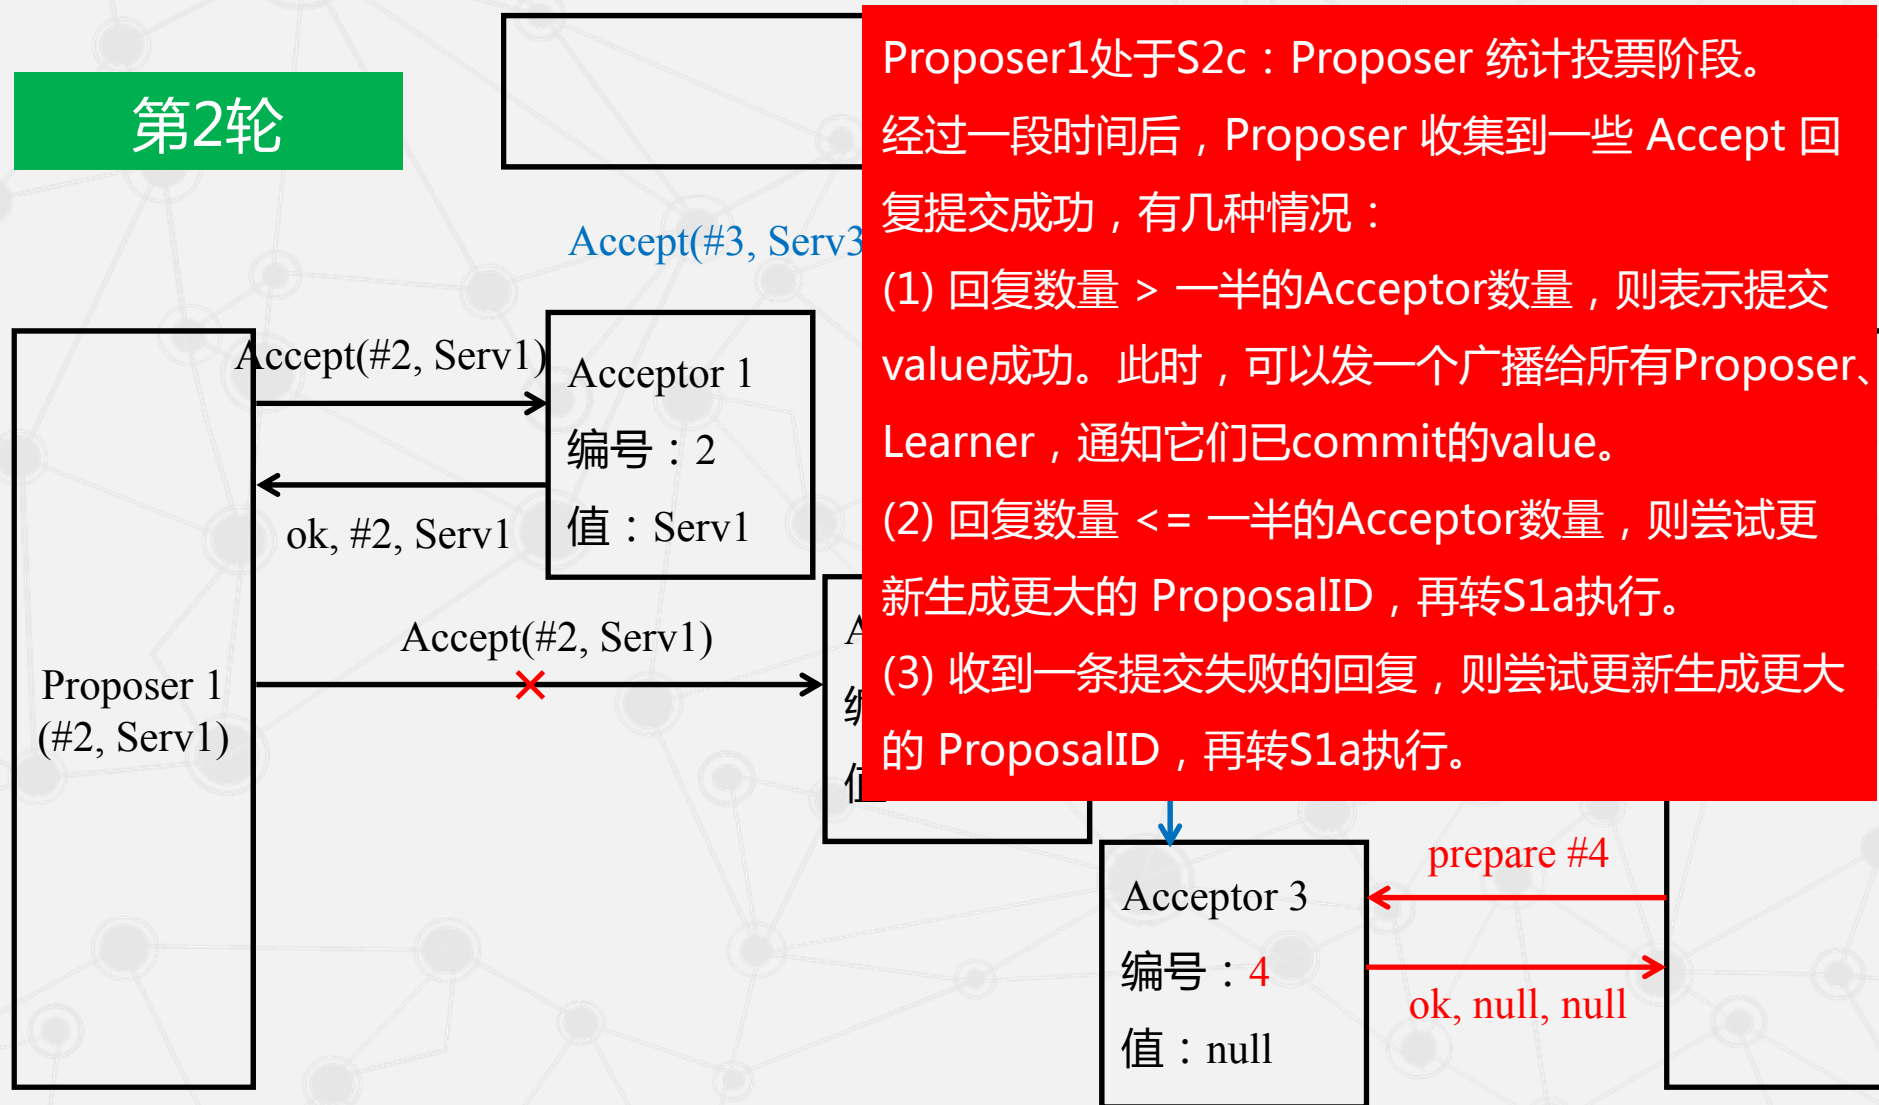 第2轮
Proposer1处于S2c：Proposer 统计投票阶段。
经过一段时间后，Proposer 收集到一些 Accept 回
复提交成功，有几种情况：
(1) 回复数量 > 一半的Acceptor数量，则表示提交
value成功。此时，可以发一个广播给所有Proposer、
Learner，通知它们已commit的value。
(2) 回复数量 <= 一半的Acceptor数量，则尝试更
新生成更大的 ProposalID，再转S1a执行。
(3) 收到一条提交失败的回复，则尝试更新生成更大
的 ProposalID，再转S1a执行。
Accept(#3, Serv3
Accept(#2, Serv1)
ok, #2, Serv1
Acceptor 1
编号：2
值：Serv1
Accept(#2, Serv1)
Proposer 1
(#2, Serv1)
Acceptor 3
编号：4
值：null
prepare #4
ok, null, null